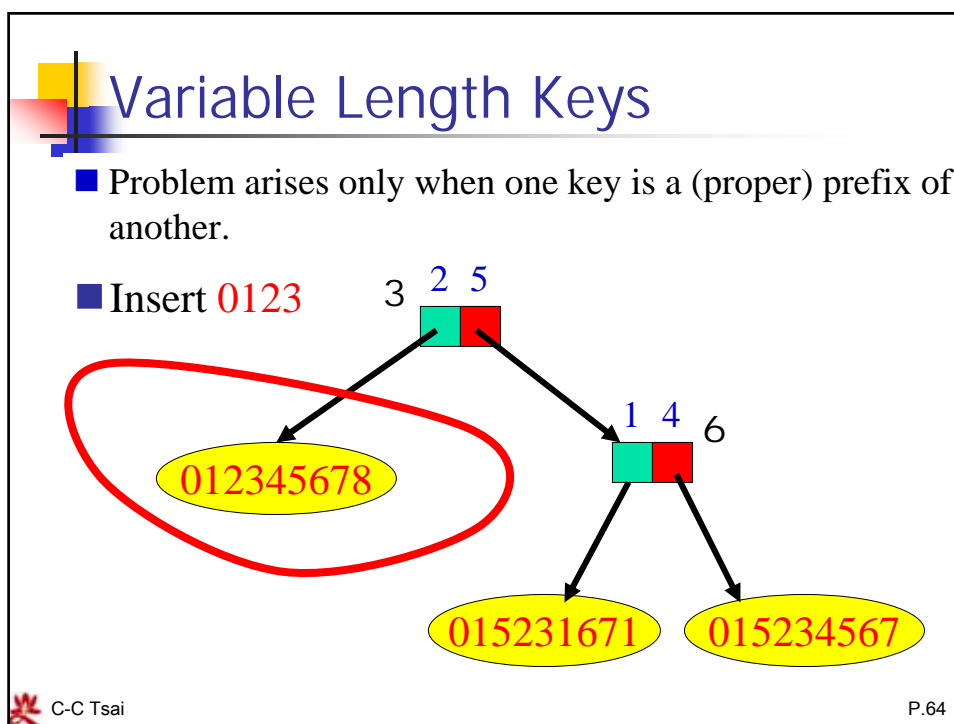 Variable Length Keys
Problem arises only when one key is a (proper) prefix of
another.
Insert 0123
3 2 5
1 4 6
012345678
015231671 015234567
C-C Tsai P.64